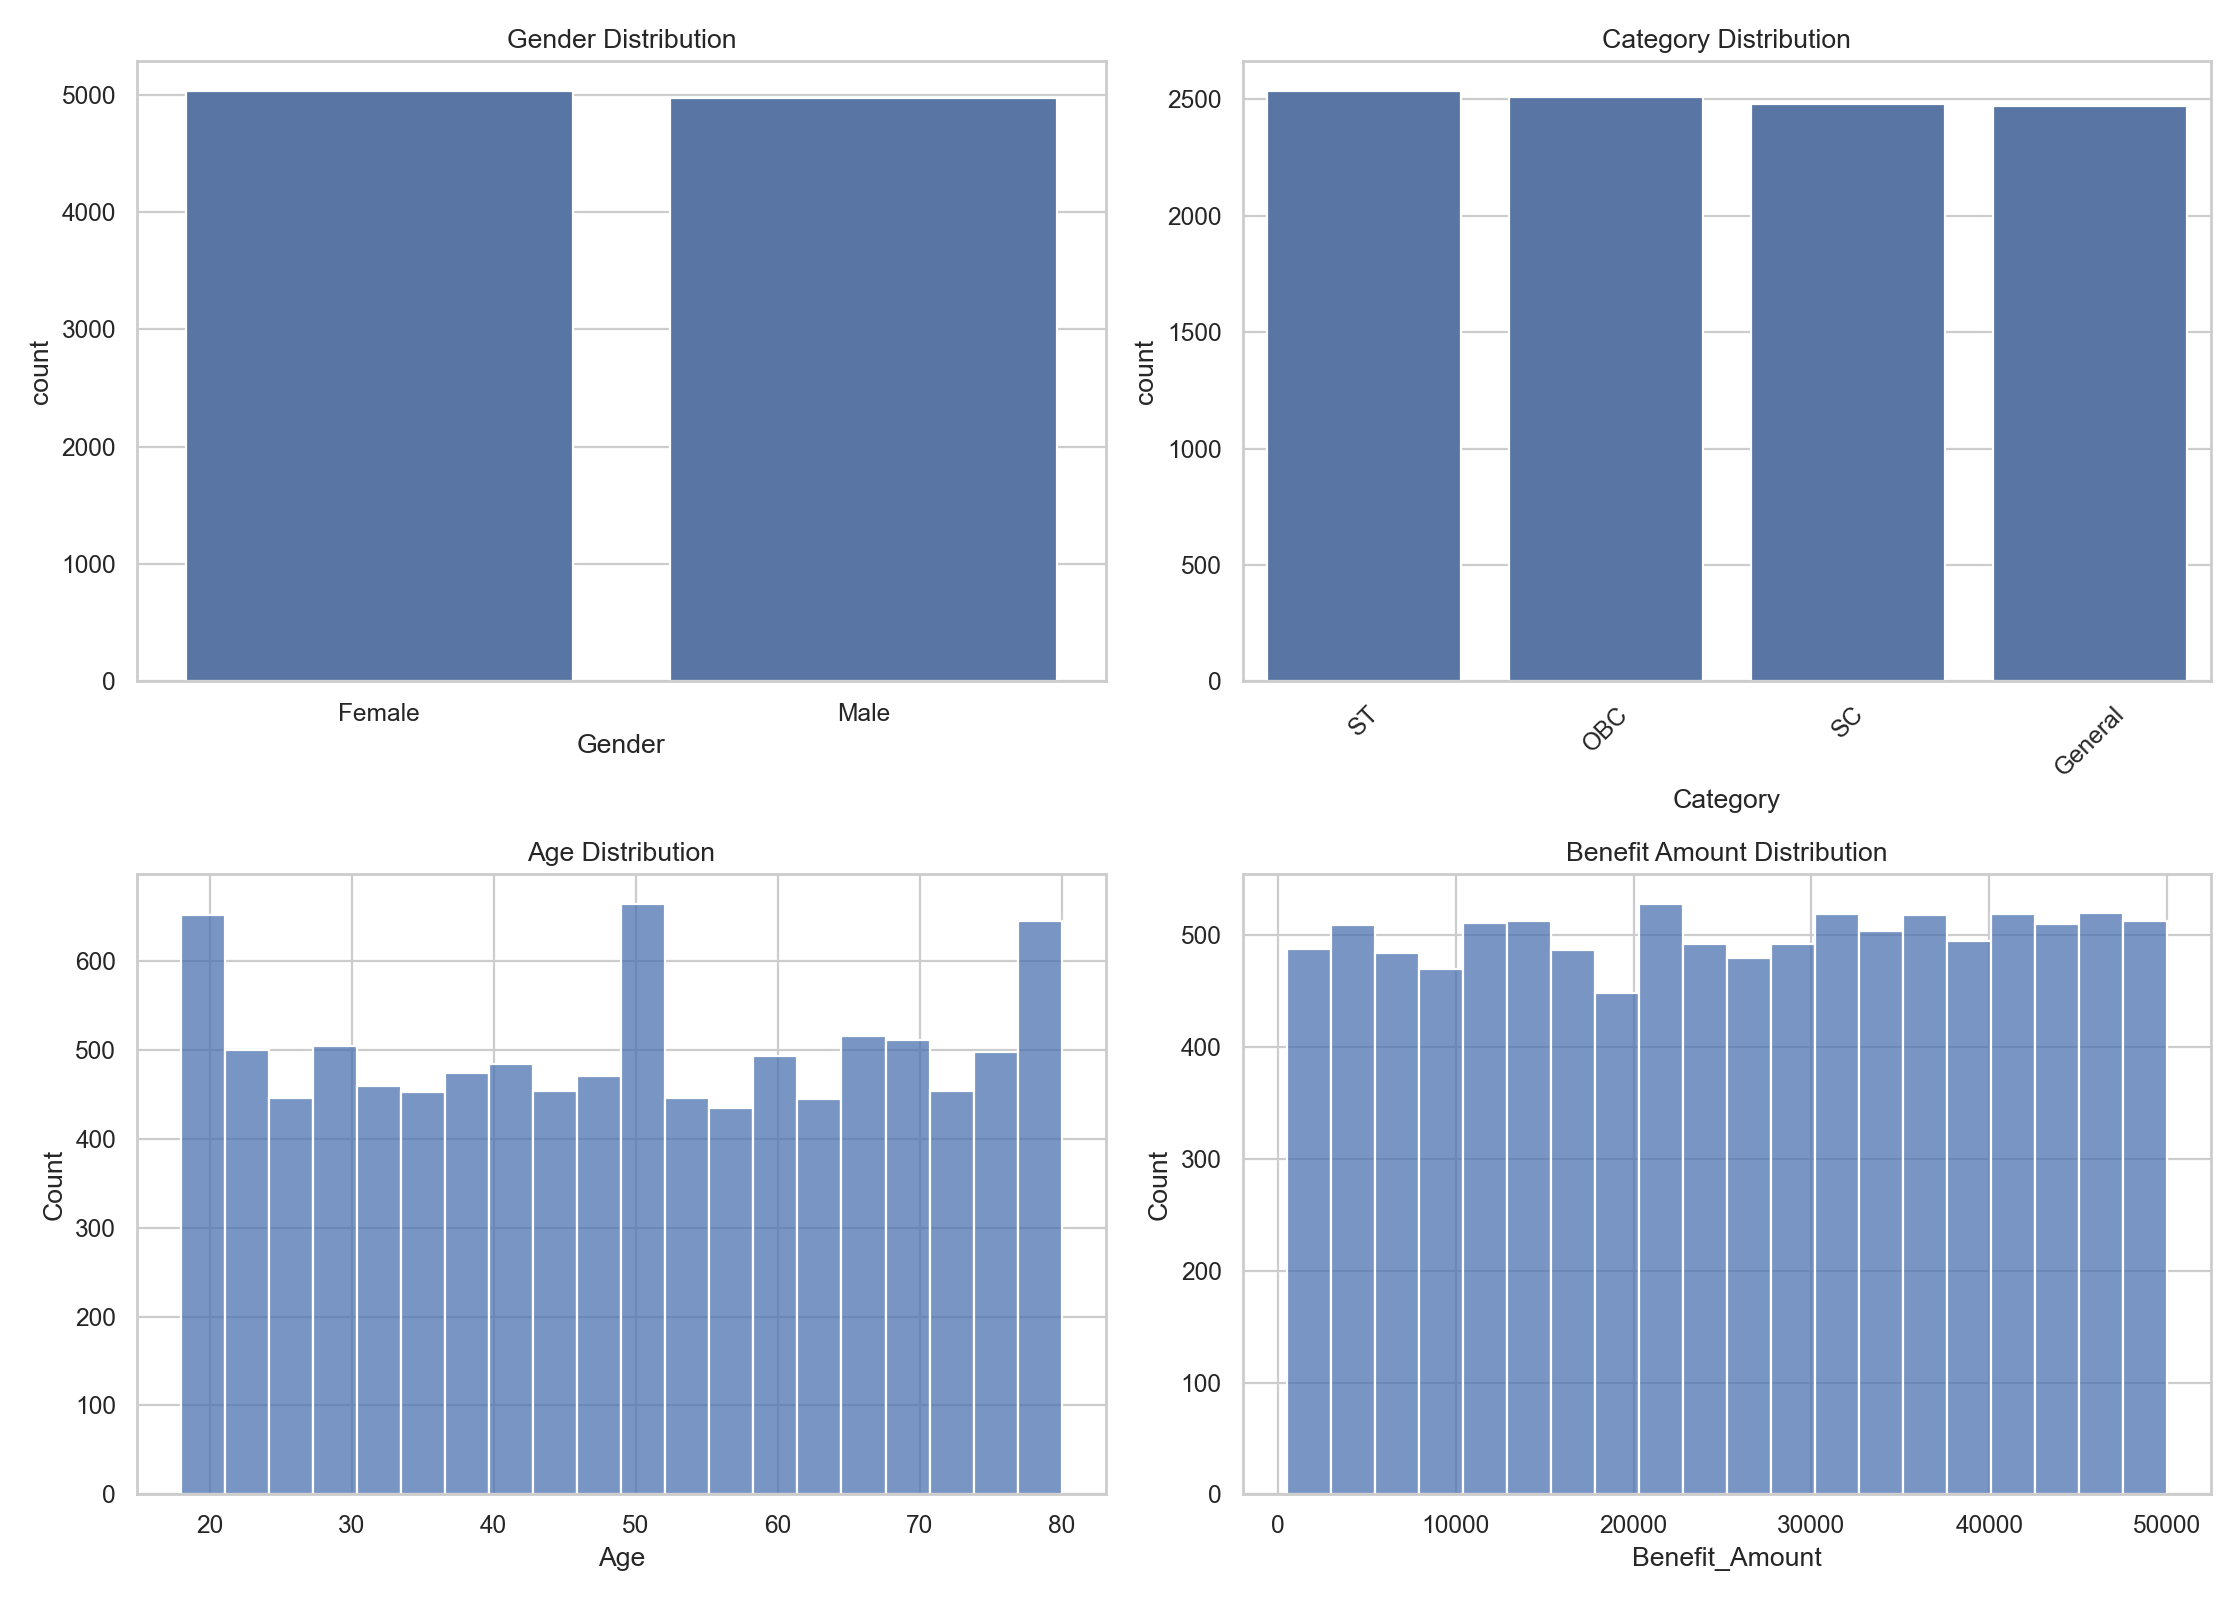 Gender Distribution
count
5000
4000
3000
2000
1000
0
Female Male
Gender
Category Distribution
count
2500
2000
1500
1000
500
0
ST OBC SC General
Category
Age Distribution
Count
600
500
400
300
200
100
0
20 30 40 50 60 70 80
Age
Benefit Amount Distribution
Count
500
400
300
200
100
0
0 10000 20000 30000 40000 50000
Benefit_Amount